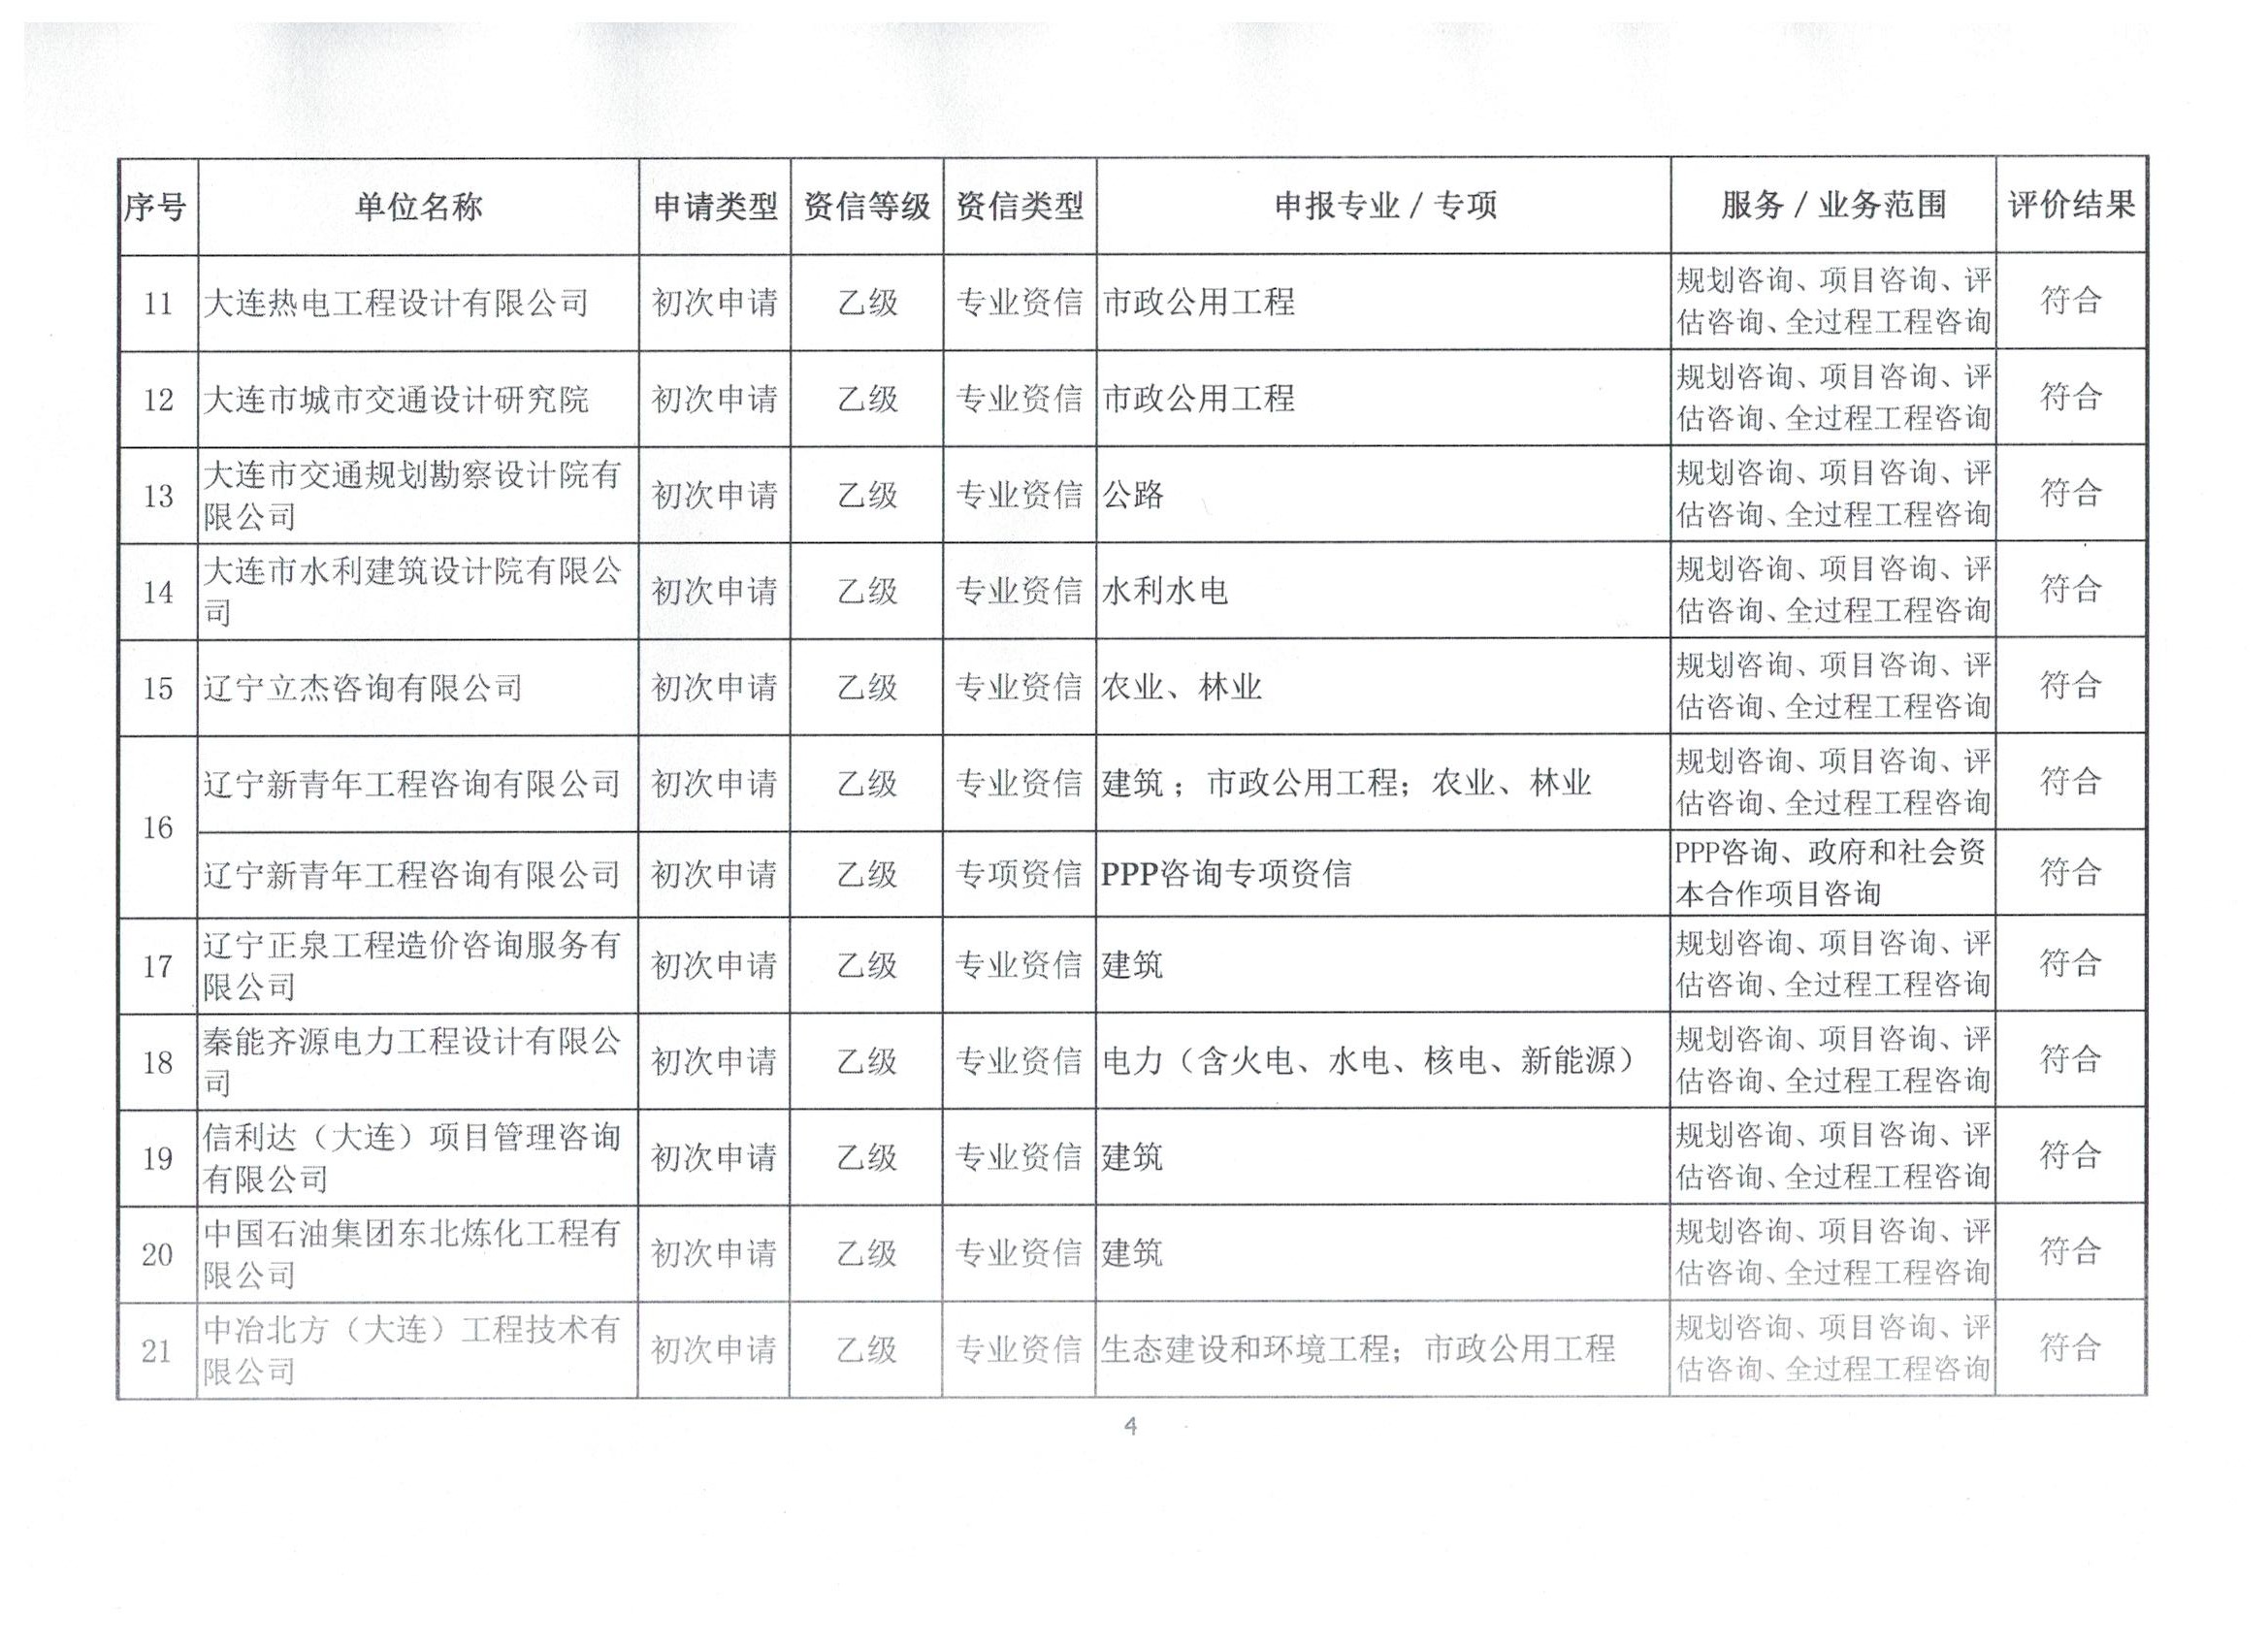 序号 单位名称 申请类型 资信等级 资信类型 申报专业／专项 服务／业务范围 评价结果
11 大连热电工程设计有限公司 初次申请 乙级 专业资信 市政公用工程 规划咨询、项目咨询、评
估咨询、全过程工程咨询 符合
12 大连市城市交通设计研究院 初次申请 乙级 专业资信 市政公用工程 规划咨询、项目咨询、评
估咨询、全过程工程咨询 符合
13 大连市交通规划勘察设计院有
限公司 初次申请 乙级 专业资信 公路 规划咨询、项目咨询、评
估咨询、全过程工程咨询 符合
14 大连市水利建筑设计院有限公
司 初次申请 乙级 专业资信 水利水电 规划咨询、项目咨询、评
估咨询、全过程工程咨询 符合
15 辽宁立杰咨询有限公司 初次申请 乙级 专业资信 农业、林业 规划咨询、项目咨询、评
估咨询、全过程工程咨询 符合
16 辽宁新青年工程咨询有限公司 初次申请 乙级 专业资信 建筑；市政公用工程；农业、林业 规划咨询、项目咨询、评
估咨询、全过程工程咨询 符合
辽宁新青年工程咨询有限公司 初次申请 乙级 专项资信 PPP咨询专项资信 PPP咨询、政府和社会资
本合作项目咨询 符合
17 辽宁正泉工程造价咨询服务有
限公司 初次申请 乙级 专业资信 建筑 规划咨询、项目咨询、评
估咨询、全过程工程咨询 符合
18 秦能齐源电力工程设计有限公
司 初次申请 乙级 专业资信 电力（含火电、水电、核电、新能源） 规划咨询、项目咨询、评
估咨询、全过程工程咨询 符合
19 信利达（大连）项目管理咨询
有限公司 初次申请 乙级 专业资信 建筑 规划咨询、项目咨询、评
估咨询、全过程工程咨询 符合
20 中国石油集团东北炼化工程有
限公司 初次申请 乙级 专业资信 建筑 规划咨询、项目咨询、评
估咨询、全过程工程咨询 符合
21 中冶北方（大连）工程技术有
限公司 初次申请 乙级 专业资信 生态建设和环境工程；市政公用工程 规划咨询、项目咨询、评
估咨询、全过程工程咨询 符合
4